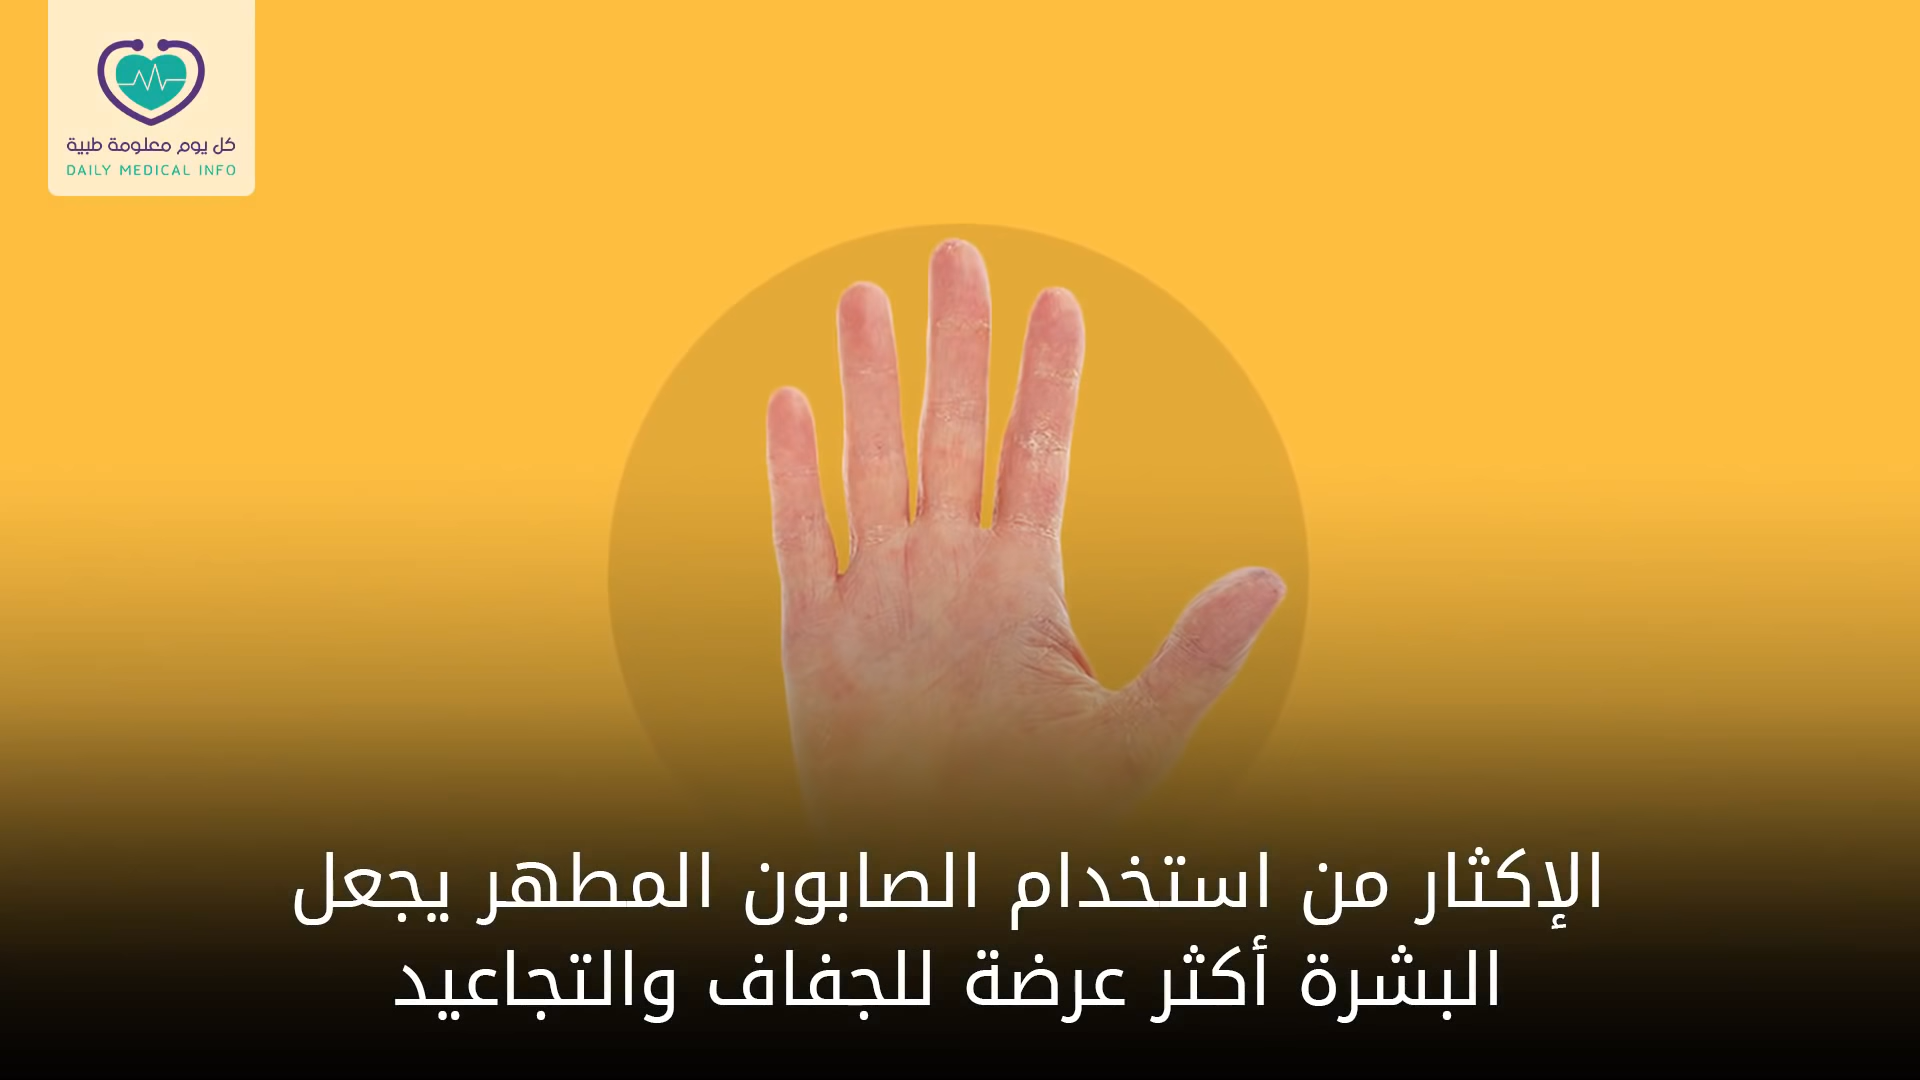 كل يوم معلومة طبية
DAILY MEDICAL INFO
الإكثار من استخدام الصابون المطهر يجعل
البشرة أكثر عرضة للجفاف والتجاعيد